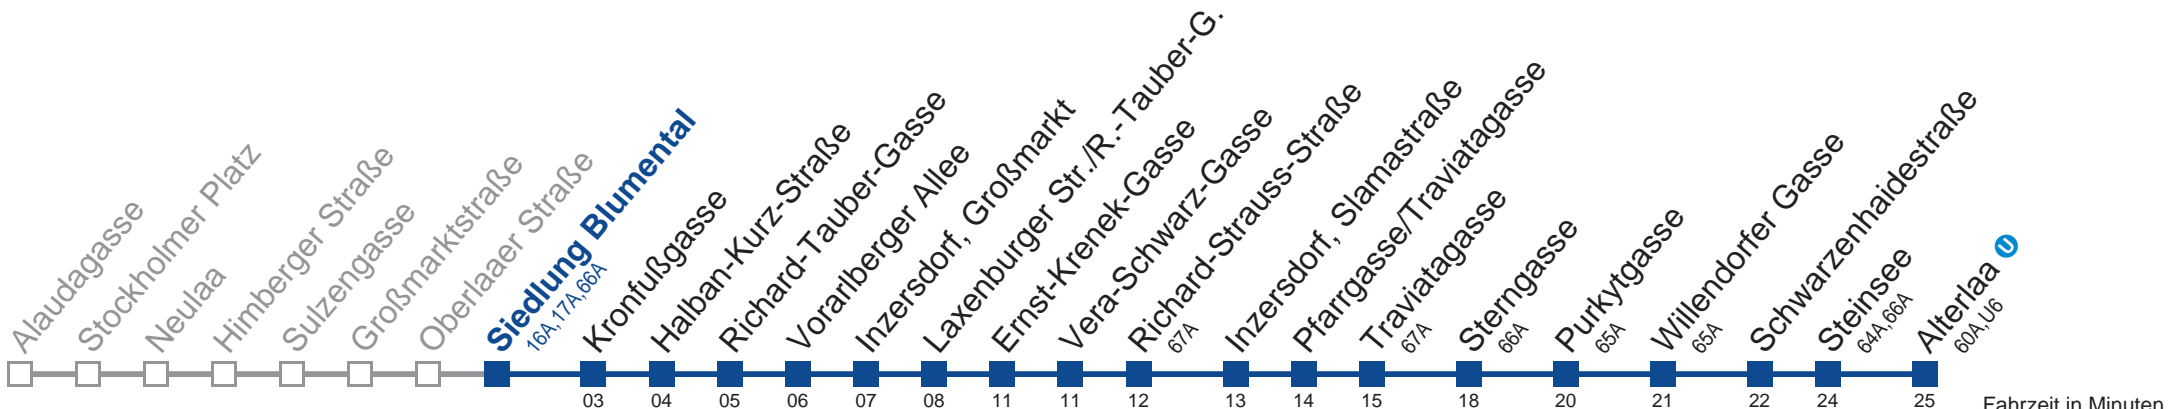 Alaudagasse
Stockholmer Platz
Neulaa
Himberger Straße
Sulzengasse
Großmarktstraße
Oberlaaer Straße
Siedlung Blumental
16A,17A,66A
Kronfußgasse
Halban-Kurz-Straße
Richard-Tauber-Gasse
Vorarlberger Allee
Inzersdorf, Großmarkt
Laxenburger Str./R.-Tauber-G.
Ernst-Krenek-Gasse
Vera-Schwarz-Gasse
Richard-Strauss-Straße
67A
Inzersdorf, Slamastraße
Pfarrgasse/Traviatagasse
Traviatagasse
67A
Sterngasse
66A
Purkytgasse
65A
Willendorfer Gasse
65A
Schwarzenhaidestraße
Steinsee
64A,66A
Alterlaa U
60A,U6
03 04 05 06 07 08 11 11 12 13 14 15 18 20 21 22 24 25
Fahrzeit in Minuten